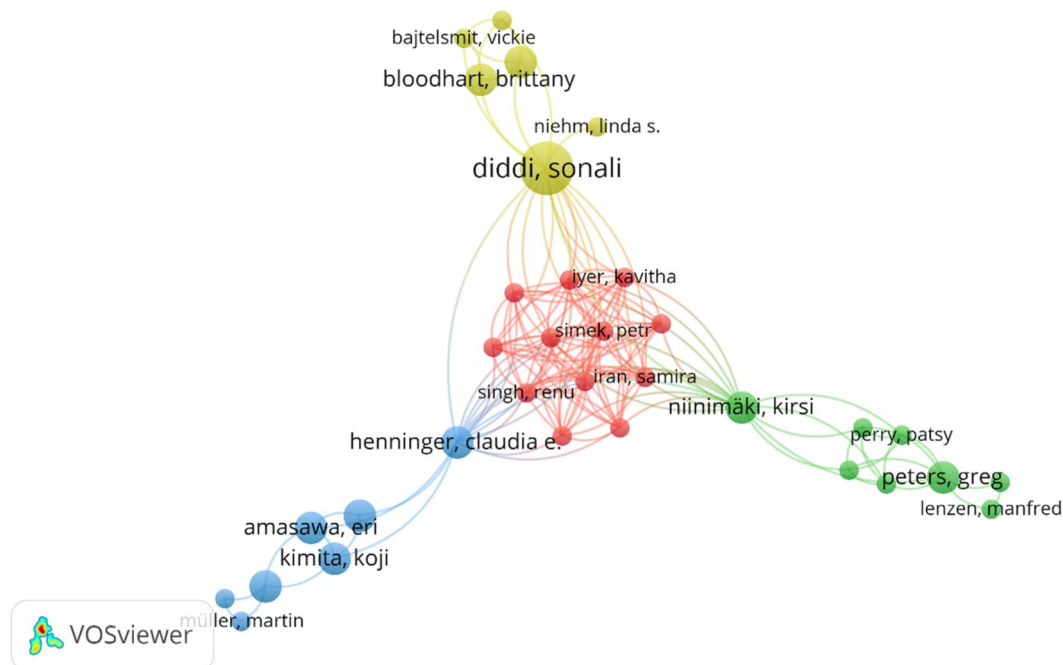 bajtelsmit, vickie
bloodhart, brittany
niehm, linda s.
diddi, sonali
iyer, kavitha
simek, petr
iran, samira
singh, renu
niinimäki, kirsi
henninger, claudia e.
perry, patsy
peters, greg
lenzen, manfred
amasawa, eri
kimita, koji
müller, martin
VOSviewer